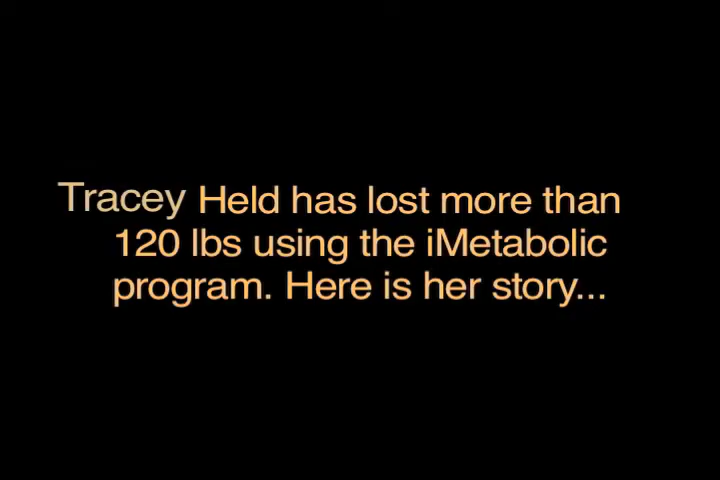 Tracey Held has lost more than
120 lbs using the iMetabolic
program. Here is her story...